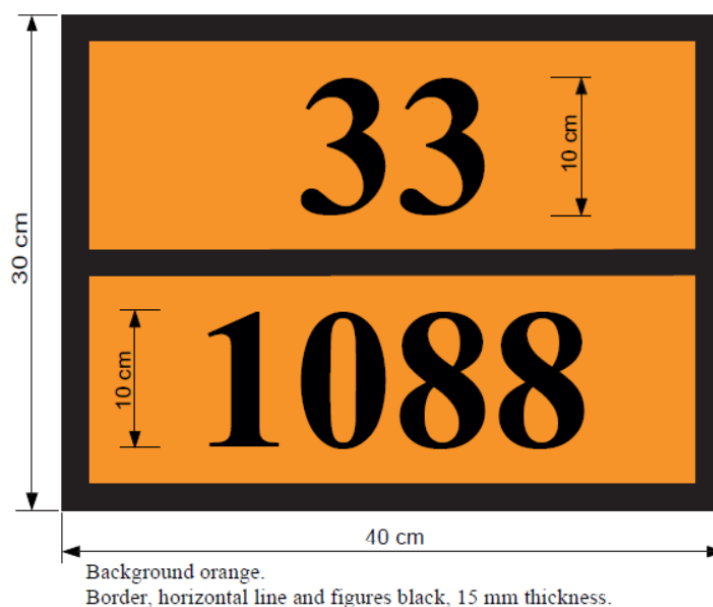 33
10 cm
30 cm
1088
10 cm
40 cm
Background orange.
Border, horizontal line and figures black, 15 mm thickness.